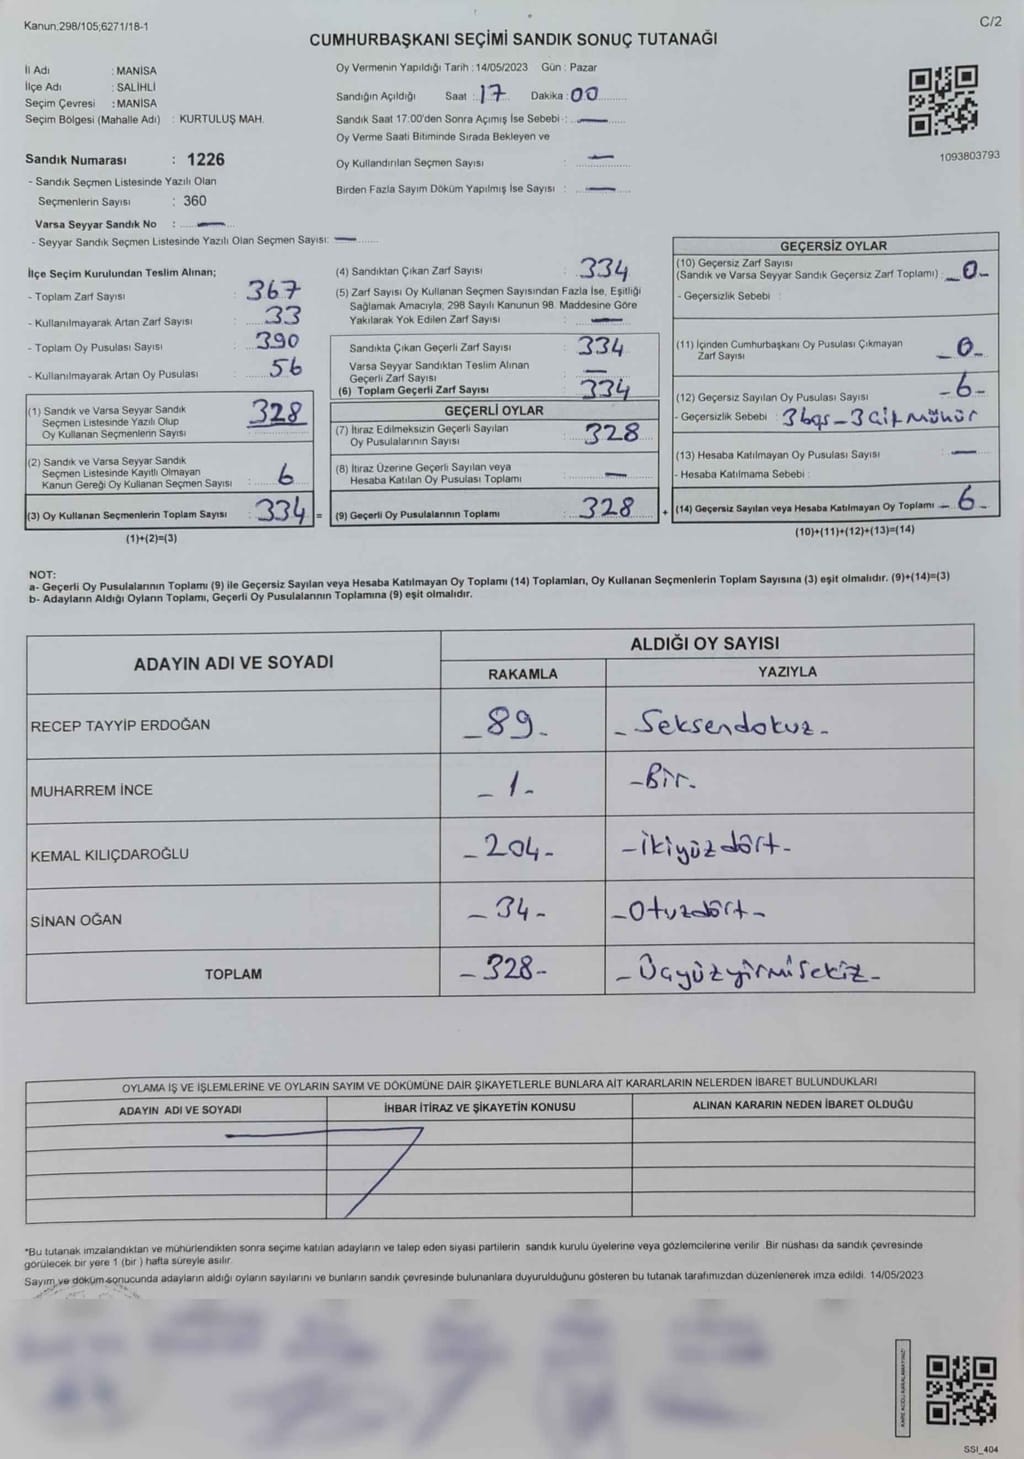 Kanun;298/105;6271/18-1
C/2
CUMHURBAŞKANI SEÇİMİ SANDIK SONUÇ TUTANAĞI
İl Adı : MANİSA
İlçe Adı : SALİHLİ
Seçim Çevresi : MANİSA
Seçim Bölgesi (Mahalle Adı) : KURTULUŞ MAH.
Sandık Numarası : 1226
- Sandık Seçmen Listesinde Yazılı Olan
Seçmenlerin Sayısı : 360
Varsa Seyyar Sandık No : —
- Seyyar Sandık Seçmen Listesinde Yazılı Olan Seçmen Sayısı: —
Oy Vermenin Yapıldığı Tarih : 14/05/2023 Gün : Pazar
Sandığın Açıldığı Saat : 17 Dakika : 00
Sandık Saat 17:00'den Sonra Açımış İse Sebebi : —
Oy Verme Saati Bitiminde Sırada Bekleyen ve
Oy Kullandırılan Seçmen Sayısı : —
Birden Fazla Sayım Döküm Yapılmış İse Sayısı : —
1093803793
İlçe Seçim Kurulundan Teslim Alınan;
- Toplam Zarf Sayısı : 367
- Kullanılmayarak Artan Zarf Sayısı : 33
- Toplam Oy Pusulası Sayısı : 390
- Kullanılmayarak Artan Oy Pusulası : 56
(1) Sandık ve Varsa Seyyar Sandık
Seçmen Listesinde Yazılı Olup
Oy Kullanan Seçmenlerin Sayısı : 328
(2) Sandık ve Varsa Seyyar Sandık
Seçmen Listesinde Kayıtlı Olmayan
Kanun Gereği Oy Kullanan Seçmen Sayısı : 6
(3) Oy Kullanan Seçmenlerin Toplam Sayısı : 334 =
(1)+(2)=(3)
(4) Sandıktan Çıkan Zarf Sayısı : 334
(5) Zarf Sayısı Oy Kullanan Seçmen Sayısından Fazla İse, Eşitliği
Sağlamak Amacıyla; 298 Sayılı Kanunun 98. Maddesine Göre
Yakılarak Yok Edilen Zarf Sayısı : —
Sandıkta Çıkan Geçerli Zarf Sayısı : 334
Varsa Seyyar Sandıktan Teslim Alınan
Geçerli Zarf Sayısı : —
(6) Toplam Geçerli Zarf Sayısı : 334
GEÇERLİ OYLAR
(7) İtiraz Edilmeksizin Geçerli Sayılan
Oy Pusulalarının Sayısı : 328
(8) İtiraz Üzerine Geçerli Sayılan veya
Hesaba Katılan Oy Pusulası Toplamı : —
(9) Geçerli Oy Pusulalarının Toplamı : 328 +
GEÇERSİZ OYLAR
(10) Geçersiz Zarf Sayısı
(Sandık ve Varsa Seyyar Sandık Geçersiz Zarf Toplamı) : -0-
- Geçersizlik Sebebi :
(11) İçinden Cumhurbaşkanı Oy Pusulası Çıkmayan
Zarf Sayısı -0-
(12) Geçersiz Sayılan Oy Pusulası Sayısı -6-
- Geçersizlik Sebebi : 3 boş - 3 Çift Mühür
(13) Hesaba Katılmayan Oy Pusulası Sayısı : —
- Hesaba Katılmama Sebebi :
(14) Geçersiz Sayılan veya Hesaba Katılmayan Oy Toplamı - 6 -
(10)+(11)+(12)+(13)=(14)
NOT:
a- Geçerli Oy Pusulalarının Toplamı (9) ile Geçersiz Sayılan veya Hesaba Katılmayan Oy Toplamı (14) Toplamları, Oy Kullanan Seçmenlerin Toplam Sayısına (3) eşit olmalıdır. (9)+(14)=(3)
b- Adayların Aldığı Oyların Toplamı, Geçerli Oy Pusulalarının Toplamına (9) eşit olmalıdır.
ADAYIN ADI VE SOYADI
ALDIĞI OY SAYISI
RAKAMLA YAZIYLA
RECEP TAYYİP ERDOĞAN - 89 - - Seksendokuz -
MUHARREM İNCE - 1 - - Bir -
KEMAL KILIÇDAROĞLU - 204 - - ikiyüzdört -
SİNAN OĞAN - 34 - - Otuzdört -
TOPLAM - 328 - - Üçyüzyirmisekiz -
OYLAMA İŞ VE İŞLEMLERİNE VE OYLARIN SAYIM VE DÖKÜMÜNE DAİR ŞİKAYETLERLE BUNLARA AİT KARARLARIN NELERDEN İBARET BULUNDUKLARI
ADAYIN ADI VE SOYADI İHBAR İTİRAZ VE ŞİKAYETİN KONUSU ALINAN KARARIN NEDEN İBARET OLDUĞU
*Bu tutanak imzalandıktan ve mühürlendikten sonra seçime katılan adayların ve talep eden siyasi partilerin sandık kurulu üyelerine veya gözlemcilerine verilir. Bir nüshası da sandık çevresinde
görülecek bir yere 1 (bir ) hafta süreyle asılır.
Sayım ve döküm sonucunda adayların aldığı oyların sayılarını ve bunların sandık çevresinde bulunanlara duyurulduğunu gösteren bu tutanak tarafımızdan düzenlenerek imza edildi. 14/05/2023
SSI_404